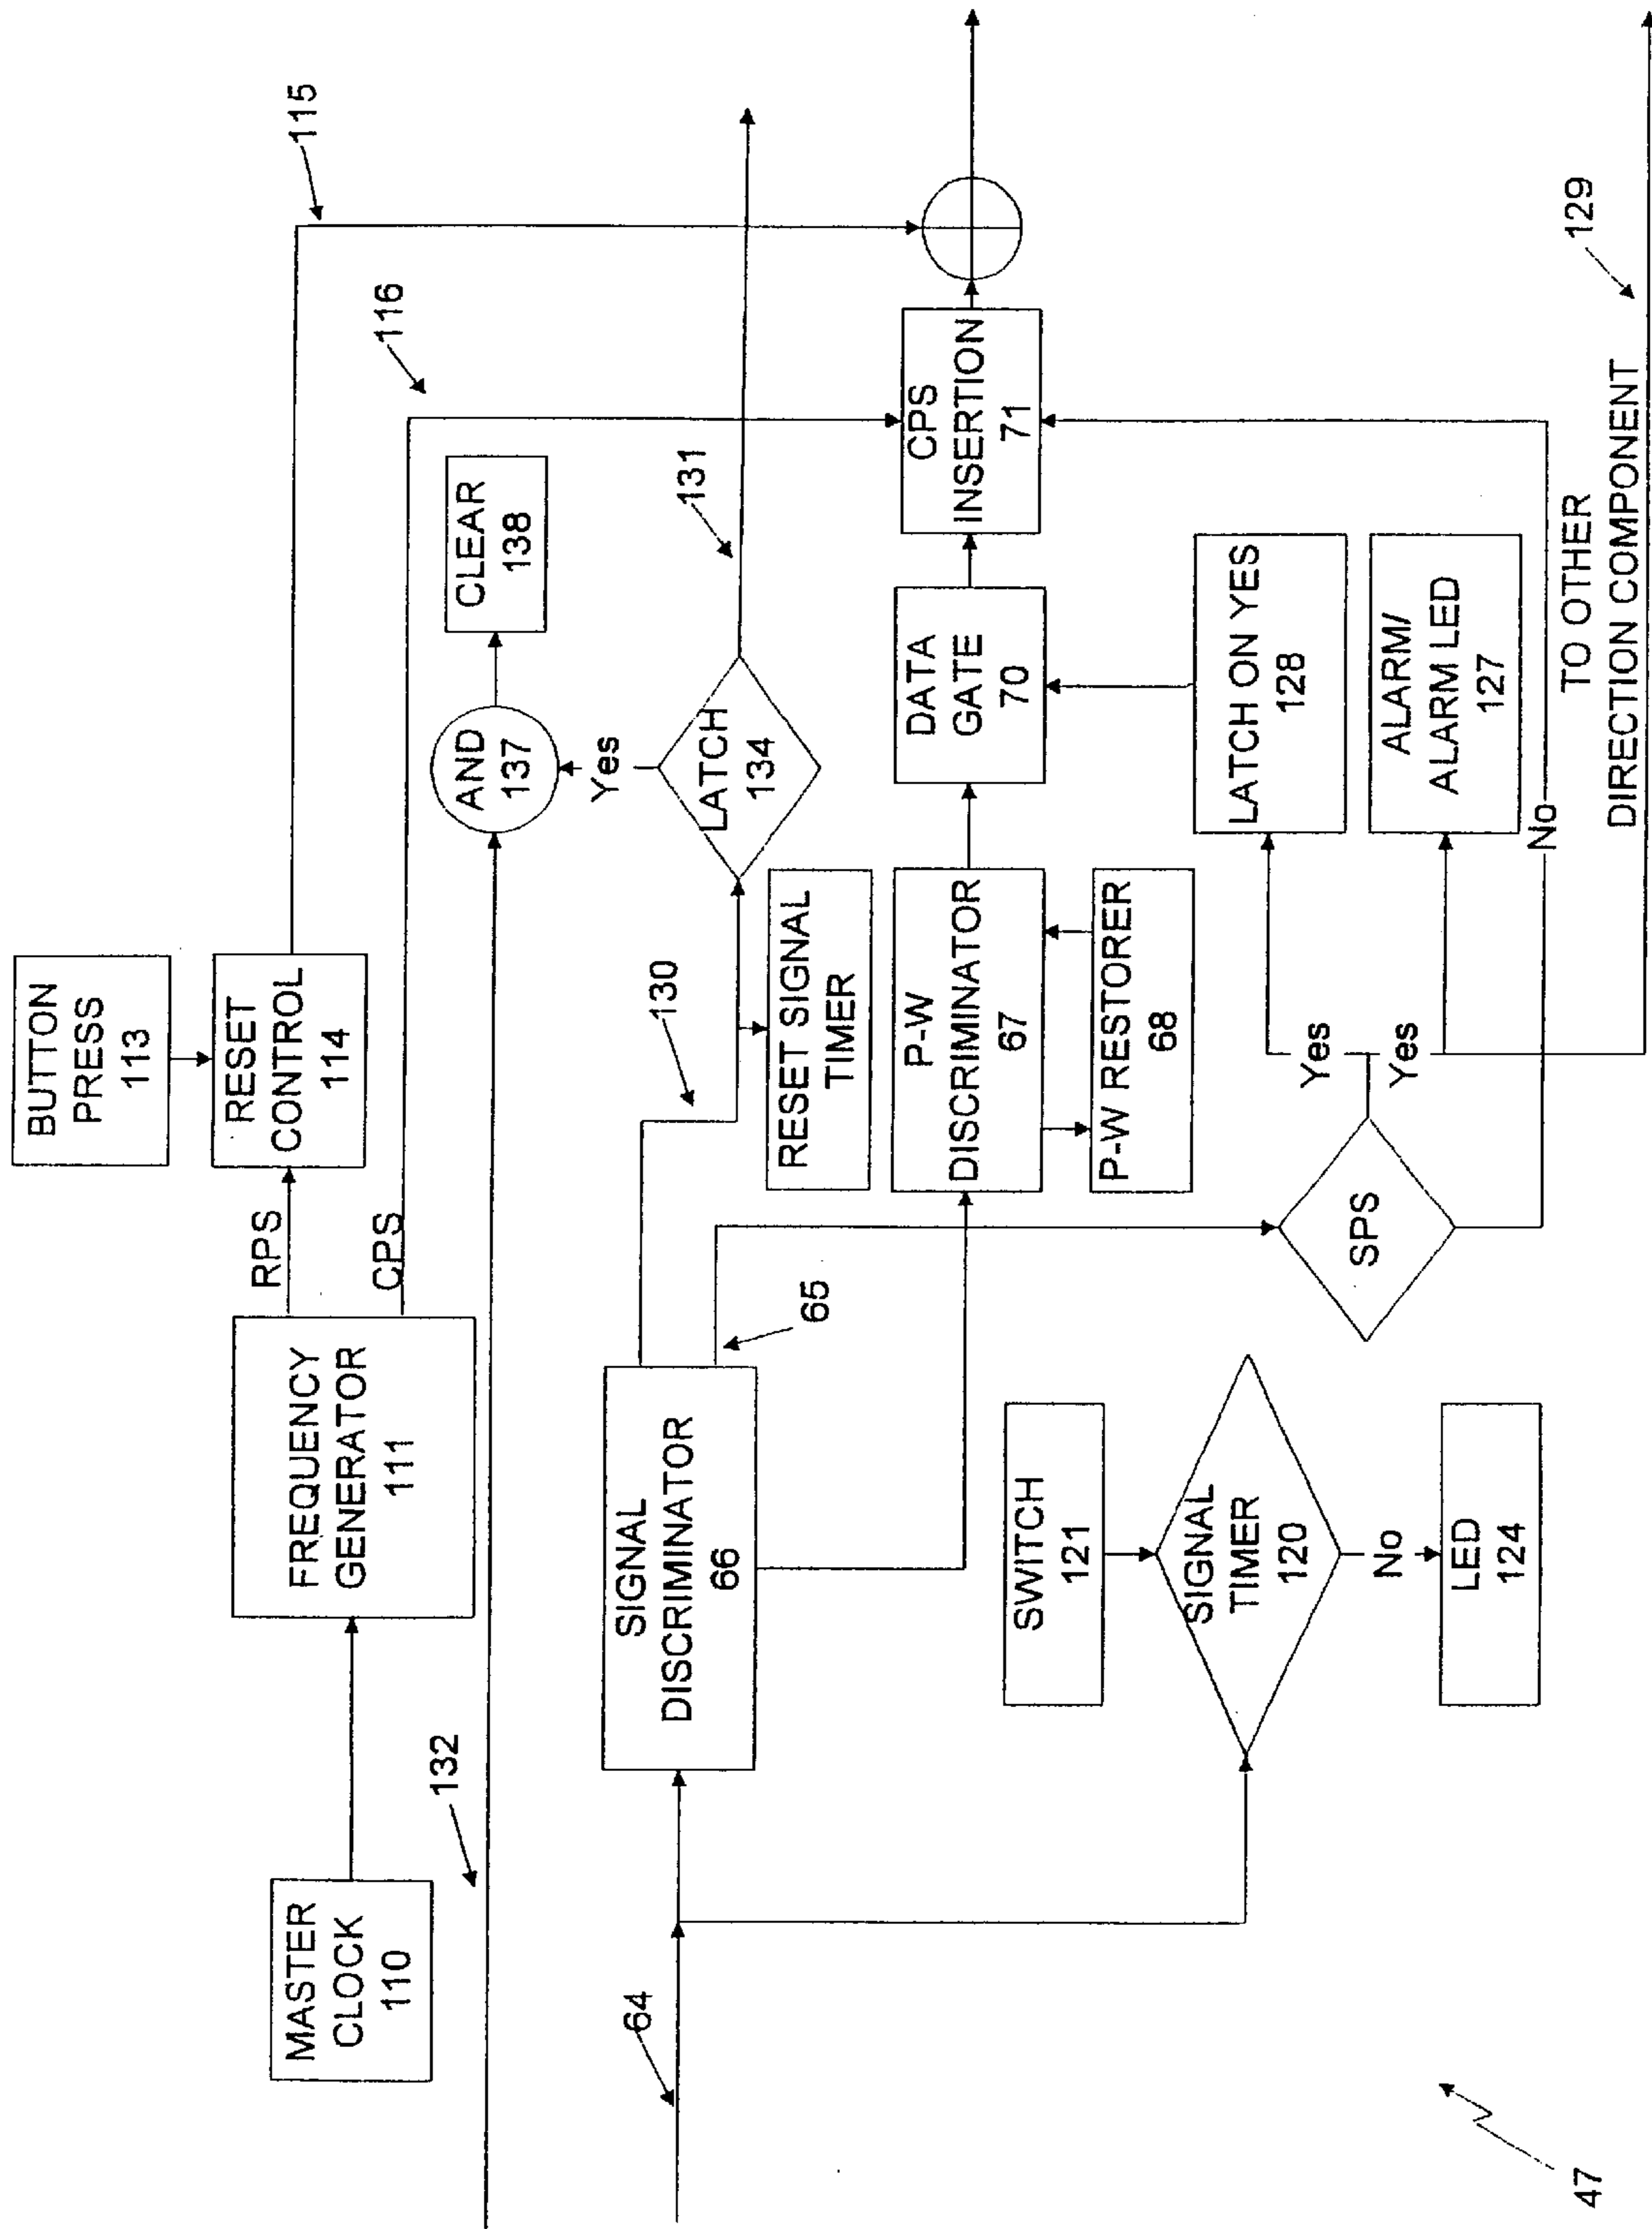 BUTTON
PRESS
113
RESET
CONTROL
114
115
RPS
CPS
116
MASTER
CLOCK
110
FREQUENCY
GENERATOR
111
132
AND
137
CLEAR
138
Yes
LATCH
134
131
130
RESET SIGNAL
TIMER
64
SIGNAL
DISCRIMINATOR
66
65
P-W
DISCRIMINATOR
67
P-W RESTORER
68
DATA
GATE
70
CPS
INSERTION
71
SWITCH
121
SIGNAL
TIMER
120
No
LED
124
SPS
Yes
Yes
LATCH ON YES
128
ALARM/
ALARM LED
127
No
TO OTHER
DIRECTION COMPONENT
129
47